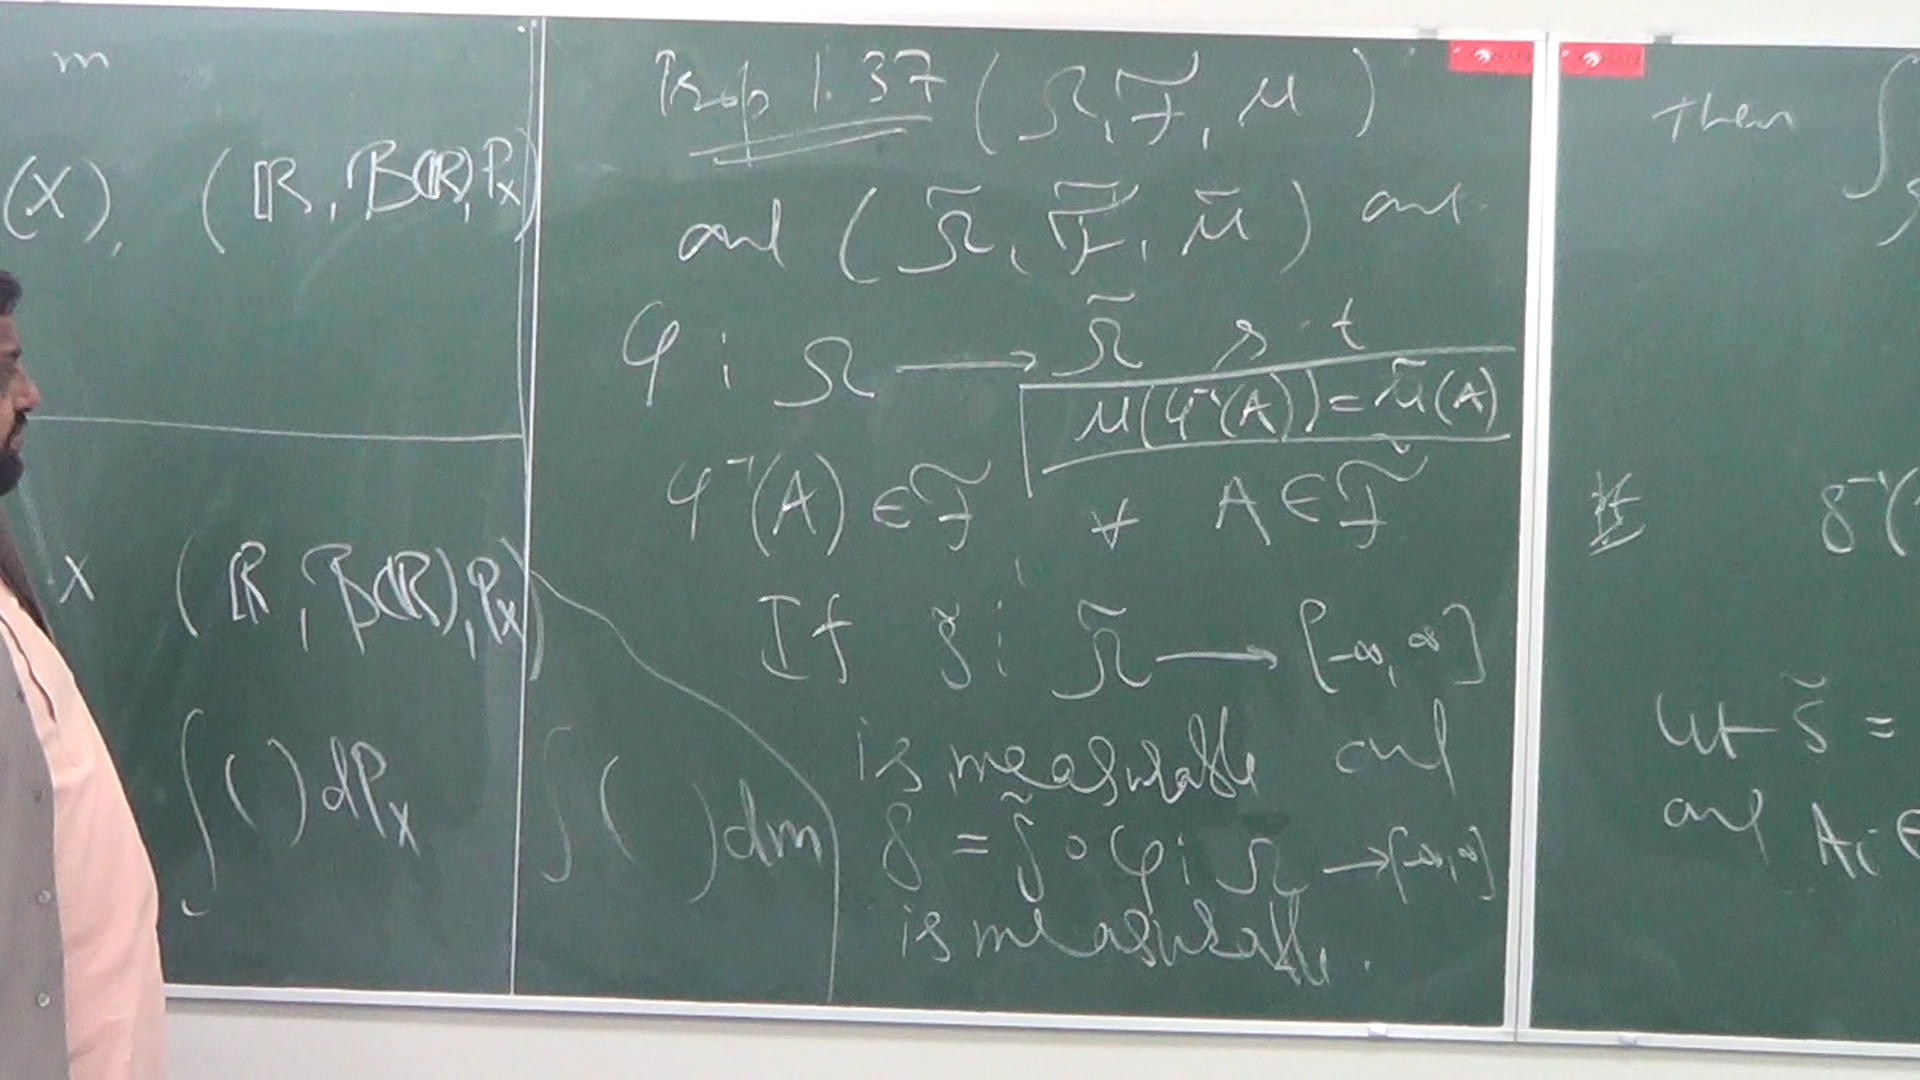 m
(X), (ℝ, B(ℝ), Pₓ)
x (ℝ, B(ℝ), Pₓ)
∫( ) dPₓ ∫( ) dm
Prop 1.37 (Ω, F, μ)
and (Ω̃, F̃, μ̃) and
φ : Ω → Ω̃ s.t
μ(φ⁻¹(A)) = μ̃(A)
φ⁻¹(A) ∈ F ∀ A ∈ F̃
If f̃ : Ω̃ → [-∞, ∞]
is measurable and
f = f̃ ∘ φ : Ω → [-∞, ∞]
is measurable.
Then ∫
f⁻¹(
Let s̃ =
and Aᵢ ∈